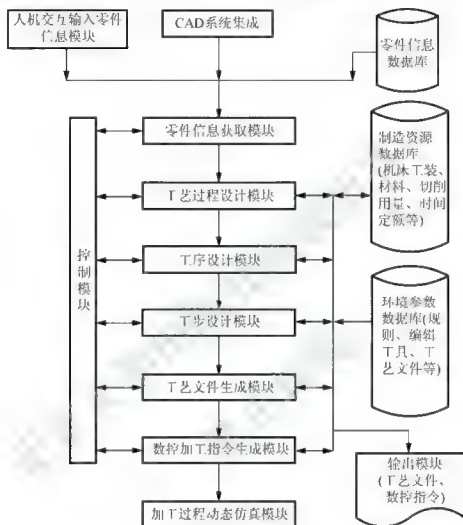 人机交互输入零件
信息模块
CAD系统集成
零件信息
数据库
零件信息获取模块
制造资源
数据库
(机床工装、
材料、切削
用量、时间
定额等)
工艺过程设计模块
控制模块
工序设计模块
工步设计模块
环境参数
数据库(规
则、编辑
工具、工
艺文件等)
工艺文件生成模块
数控加工指令生成模块
输出模块
(工艺文件、
数控指令)
加工过程动态仿真模块